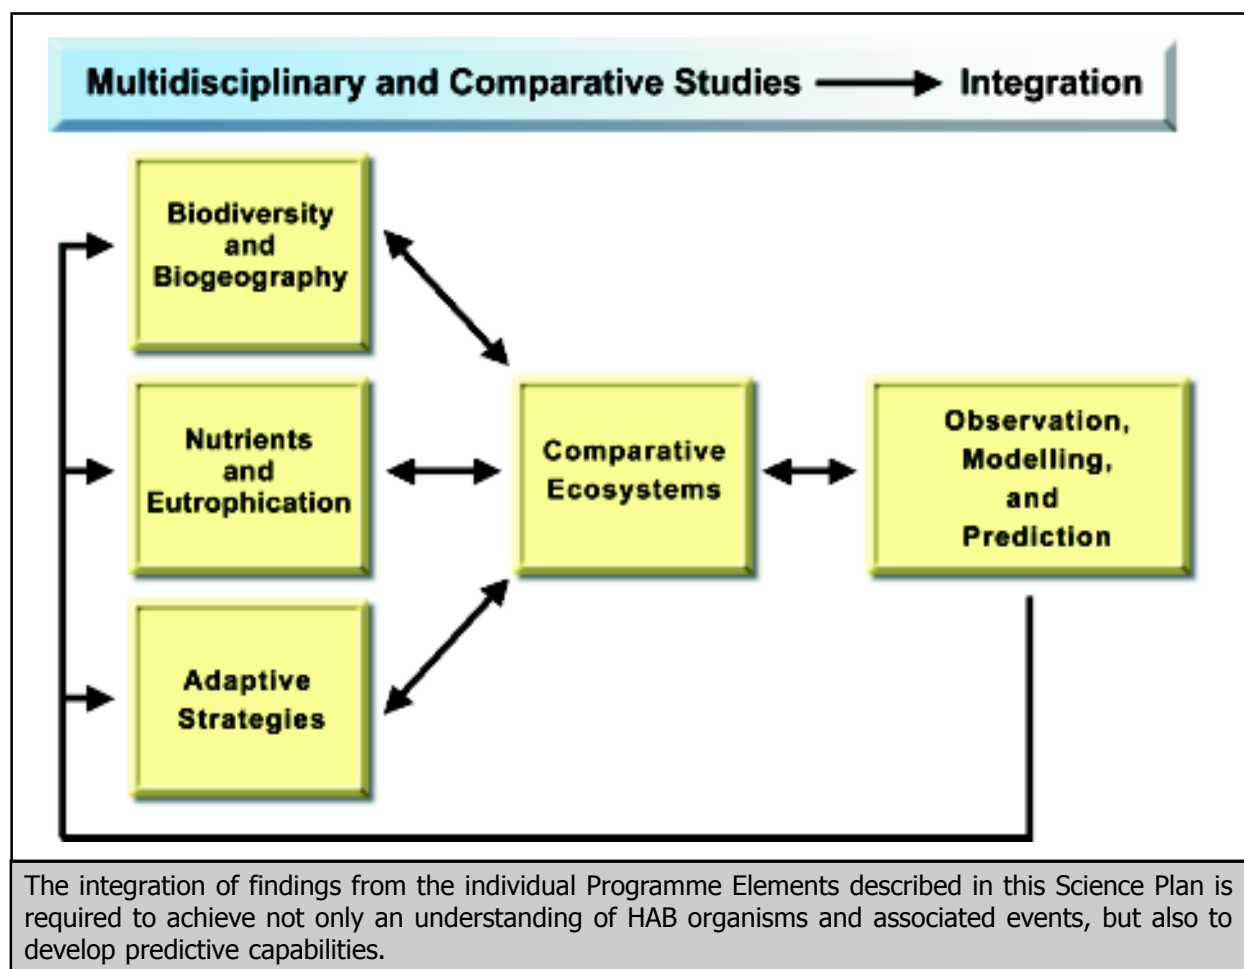 Multidisciplinary and Comparative Studies Integration
Biodiversity
and
Biogeography
Nutrients
and
Eutrophication
Adaptive
Strategies
Comparative
Ecosystems
Observation,
Modelling,
and
Prediction
The integration of findings from the individual Programme Elements described in this Science Plan is
required to achieve not only an understanding of HAB organisms and associated events, but also to
develop predictive capabilities.